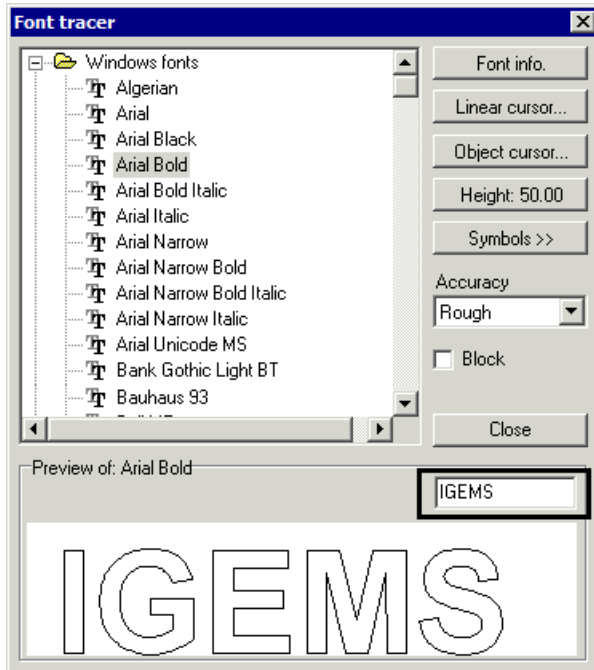 Font tracer
Windows fonts
Algerian
Arial
Arial Black
Arial Bold
Arial Bold Italic
Arial Italic
Arial Narrow
Arial Narrow Bold
Arial Narrow Bold Italic
Arial Narrow Italic
Arial Unicode MS
Bank Gothic Light BT
Bauhaus 93
Font info.
Linear cursor...
Object cursor...
Height: 50.00
Symbols >>
Accuracy
Rough
Block
Close
Preview of: Arial Bold
IGEMS
IGEMS